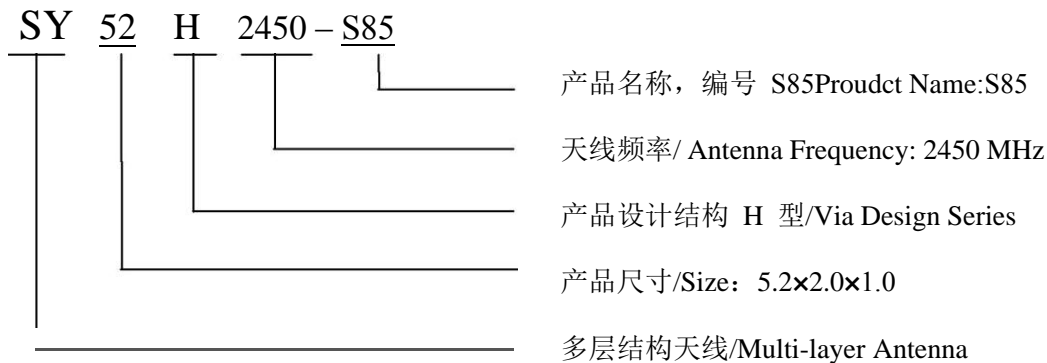 SY 52 H 2450 – S85
产品名称，编号 S85Proudct Name:S85
天线频率/ Antenna Frequency: 2450 MHz
产品设计结构 H 型/Via Design Series
产品尺寸/Size：5.2×2.0×1.0
多层结构天线/Multi-layer Antenna